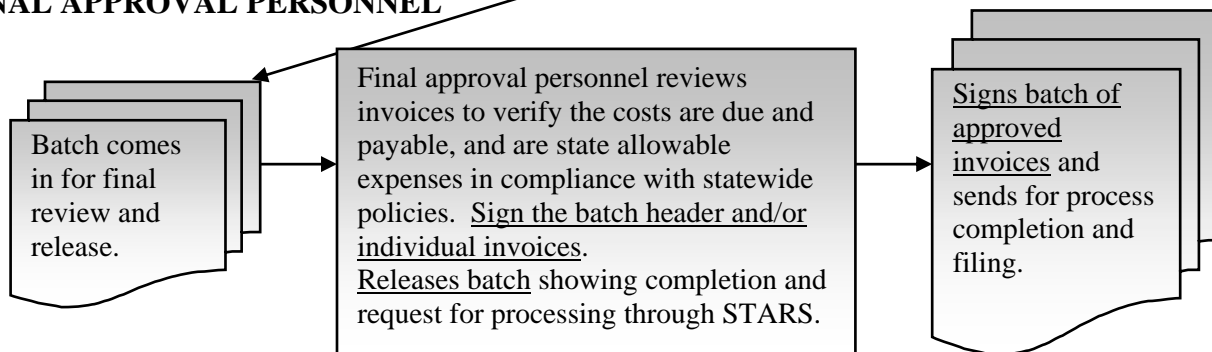 NAL APPROVAL PERSONNEL
Batch comes
in for final
review and
release.
Final approval personnel reviews
invoices to verify the costs are due and
payable, and are state allowable
expenses in compliance with statewide
policies.  Sign the batch header and/or
individual invoices.
Releases batch showing completion and
request for processing through STARS.
Signs batch of
approved
invoices and
sends for process
completion and
filing.